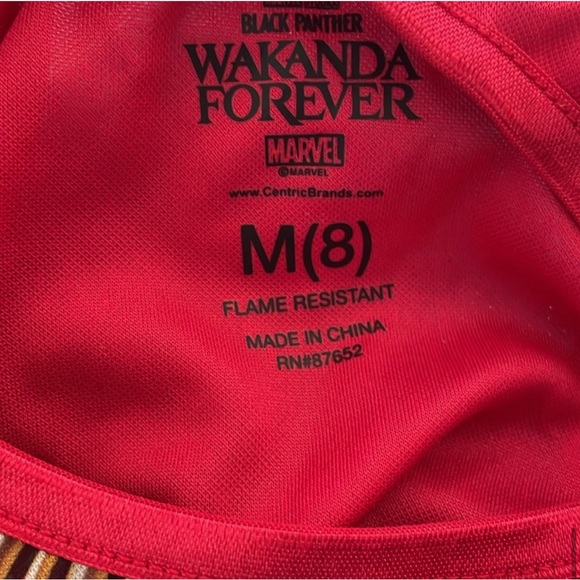 BLACK PANTHER
WAKANDA
FOREVER
MARVEL
©MARVEL
www.CentricBrands.com
M(8)
FLAME RESISTANT
MADE IN CHINA
RN#87652